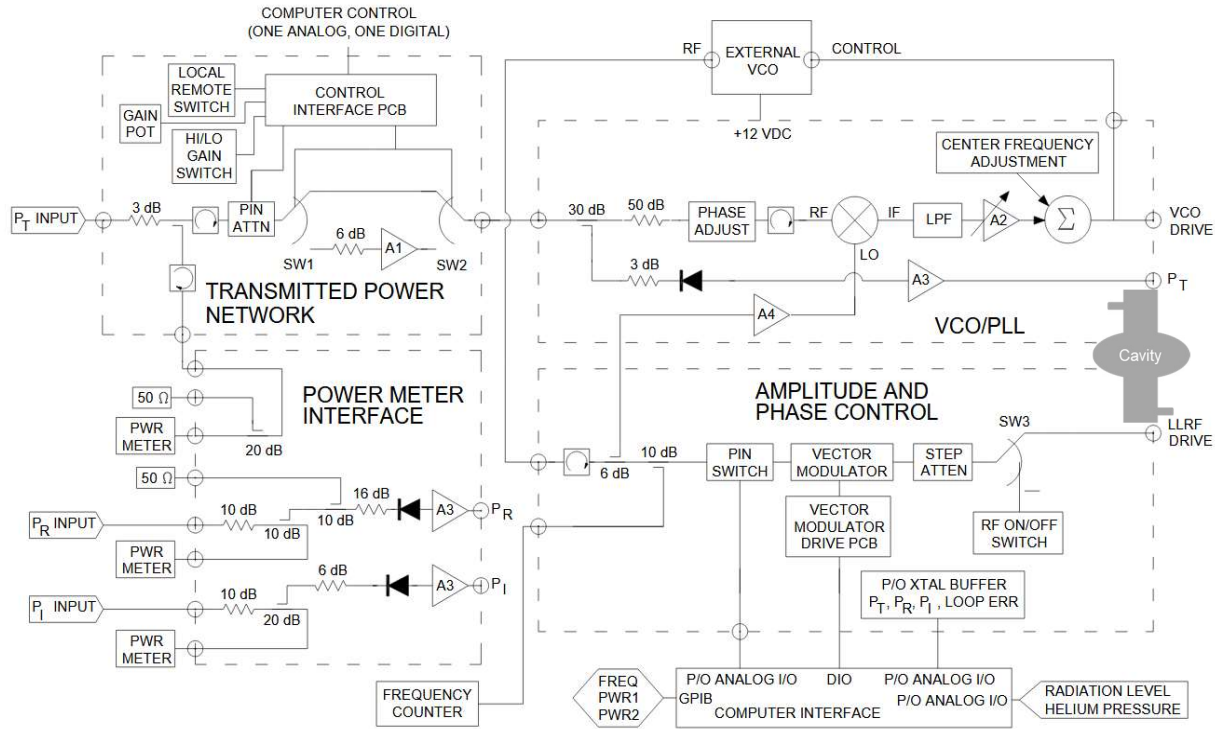 COMPUTER CONTROL
(ONE ANALOG, ONE DIGITAL)
LOCAL
REMOTE
SWITCH
CONTROL
INTERFACE PCB
GAIN
POT
HI/LO
GAIN
SWITCH
P_T INPUT
3 dB
PIN
ATTN
6 dB
A1
SW1
SW2
TRANSMITTED POWER
NETWORK
RF
EXTERNAL
VCO
CONTROL
+12 VDC
CENTER FREQUENCY
ADJUSTMENT
30 dB
50 dB
PHASE
ADJUST
RF
IF
LO
LPF
A2
Σ
VCO
DRIVE
3 dB
A3
P_T
A4
VCO/PLL
Cavity
POWER METER
INTERFACE
50 Ω
PWR
METER
20 dB
50 Ω
10 dB
16 dB
A3
P_R
P_R INPUT
10 dB
10 dB
PWR
METER
6 dB
A3
P_I
P_I INPUT
10 dB
20 dB
PWR
METER
AMPLITUDE AND
PHASE CONTROL
SW3
LLRF
DRIVE
6 dB
10 dB
PIN
SWITCH
VECTOR
MODULATOR
STEP
ATTEN
VECTOR
MODULATOR
DRIVE PCB
RF ON/OFF
SWITCH
P/O XTAL BUFFER
P_T, P_R, P_I , LOOP ERR
FREQUENCY
COUNTER
FREQ
PWR1
PWR2
P/O ANALOG I/O
DIO
P/O ANALOG I/O
GPIB
P/O ANALOG I/O
COMPUTER INTERFACE
RADIATION LEVEL
HELIUM PRESSURE